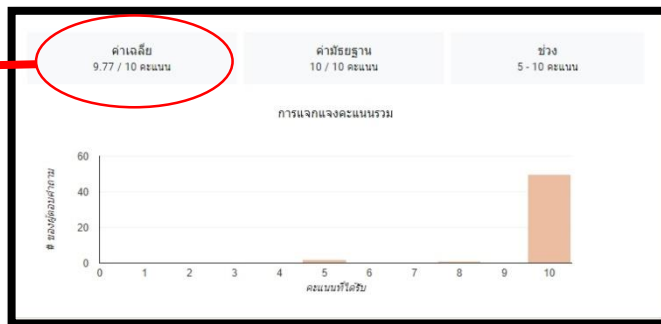 ค่าเฉลี่ย
9.77 / 10 คะแนน
ค่ามัธยฐาน
10 / 10 คะแนน
ช่วง
5 - 10 คะแนน
การแจกแจงคะแนนรวม
# ของผู้ตอบคำถาม
60
40
20
0
0 1 2 3 4 5 6 7 8 9 10
คะแนนที่ได้รับ